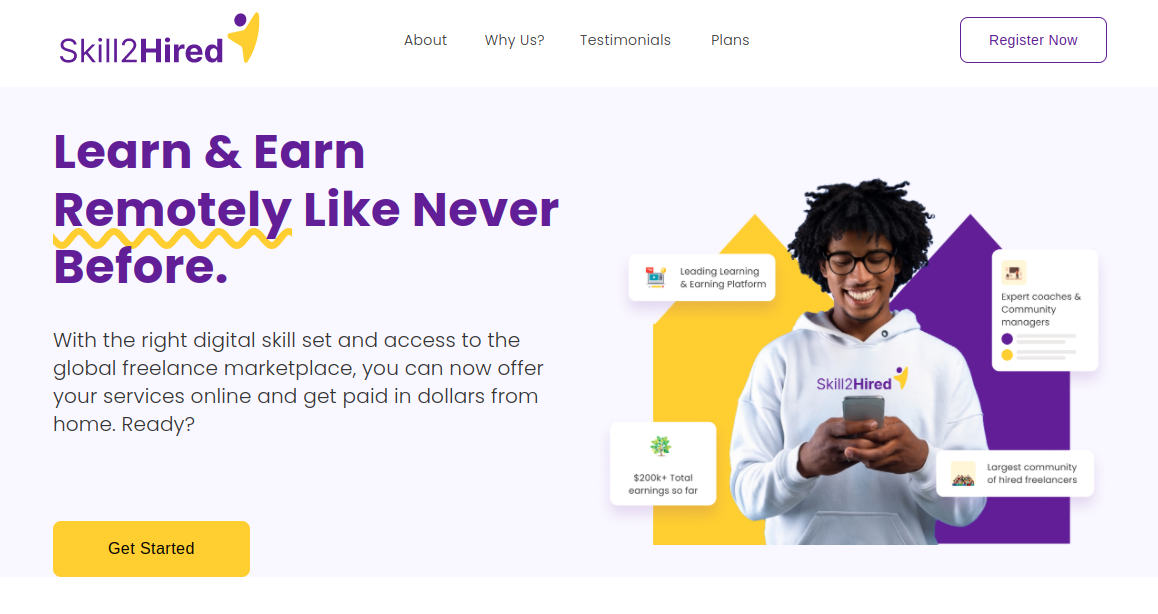 Skill2Hired
About
Why Us?
Testimonials
Plans
Register Now
Learn & Earn
Remotely Like Never
Before.
With the right digital skill set and access to the
global freelance marketplace, you can now offer
your services online and get paid in dollars from
home. Ready?
Get Started
Leading Learning
& Earning Platform
Expert coaches &
Community
managers
Skill2Hired
$200k+ Total
earnings so far
Largest community
of hired freelancers